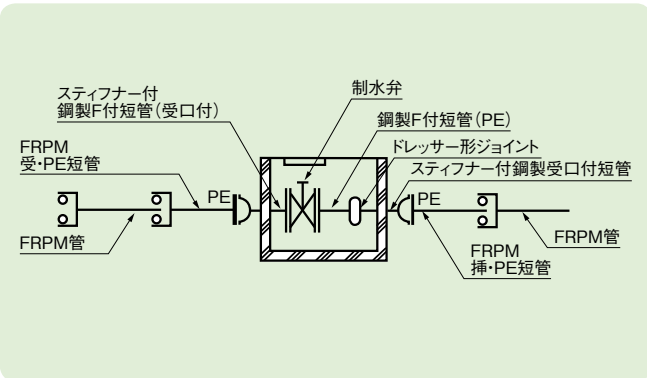 制水弁
スティフナー付
鋼製F付短管(受口付)
鋼製F付短管(PE)
ドレッサー形ジョイント
FRPM
受・PE短管
スティフナー付鋼製受口付短管
PE
PE
FRPM管
FRPM管
FRPM
挿・PE短管